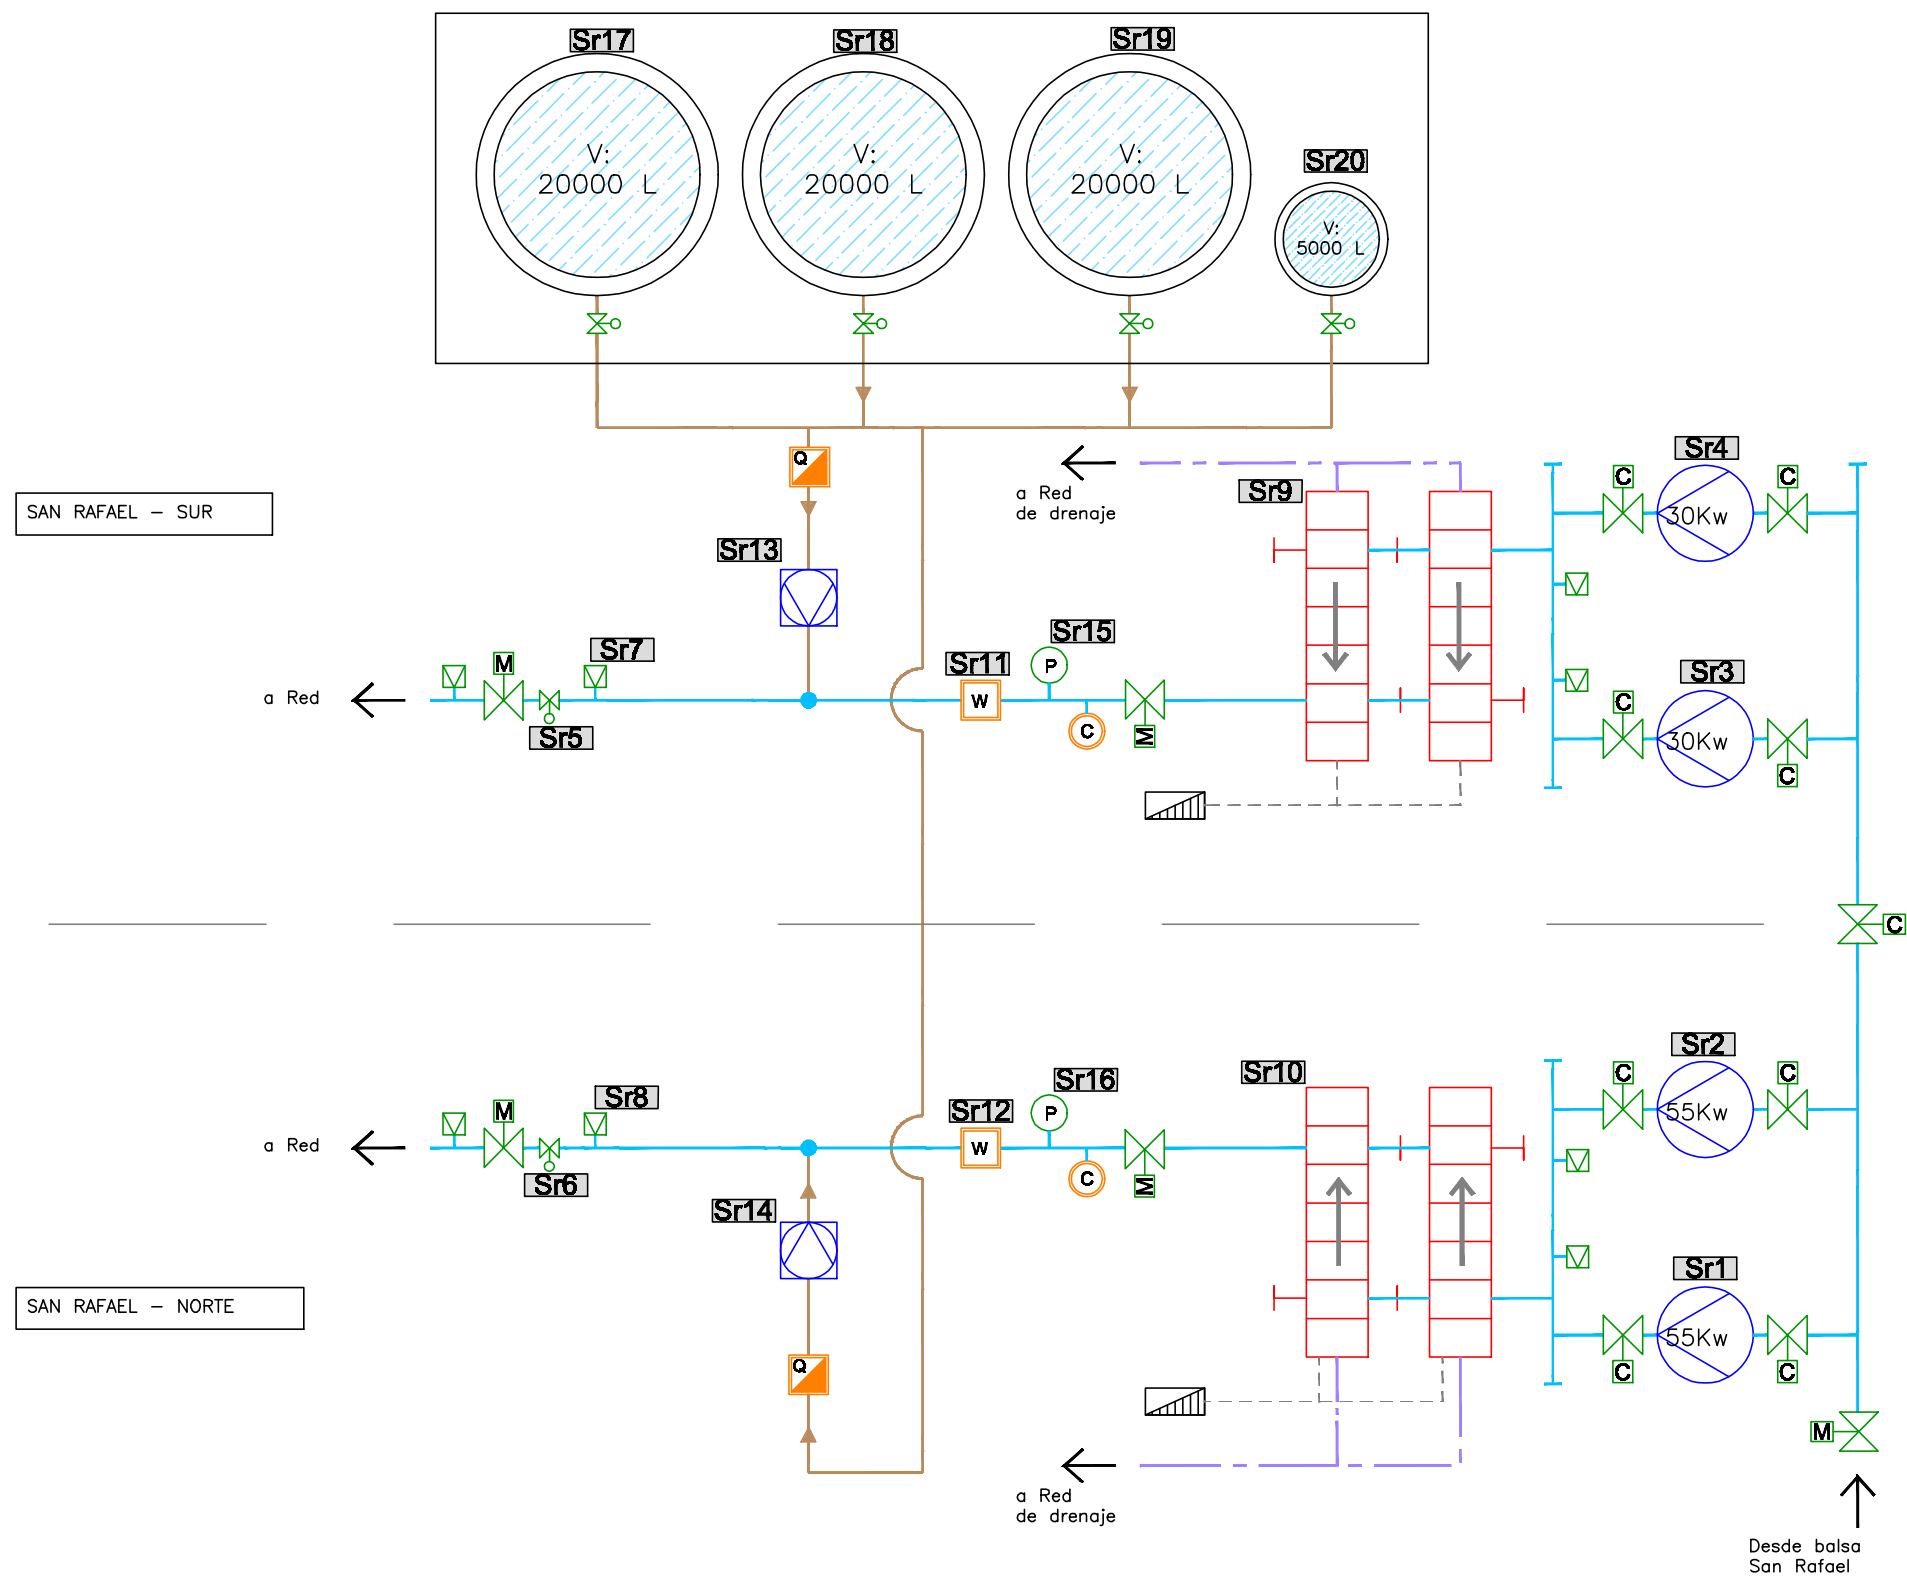 Sr17
Sr18
Sr19
Sr20
V:
20000 L
V:
20000 L
V:
20000 L
V:
5000 L
SAN RAFAEL – SUR
Q
a Red
de drenaje
Sr9
Sr4
C
C
30Kw
Sr13
Sr7
M
Sr5
a Red
Sr11
W
Sr15
P
C
M
Sr3
C
30Kw
C
C
Sr2
C
C
55Kw
Sr8
M
Sr6
a Red
Sr12
W
Sr16
P
C
M
Sr10
Sr14
SAN RAFAEL – NORTE
Q
Sr1
55Kw
C
C
M
a Red
de drenaje
Desde balsa
San Rafael